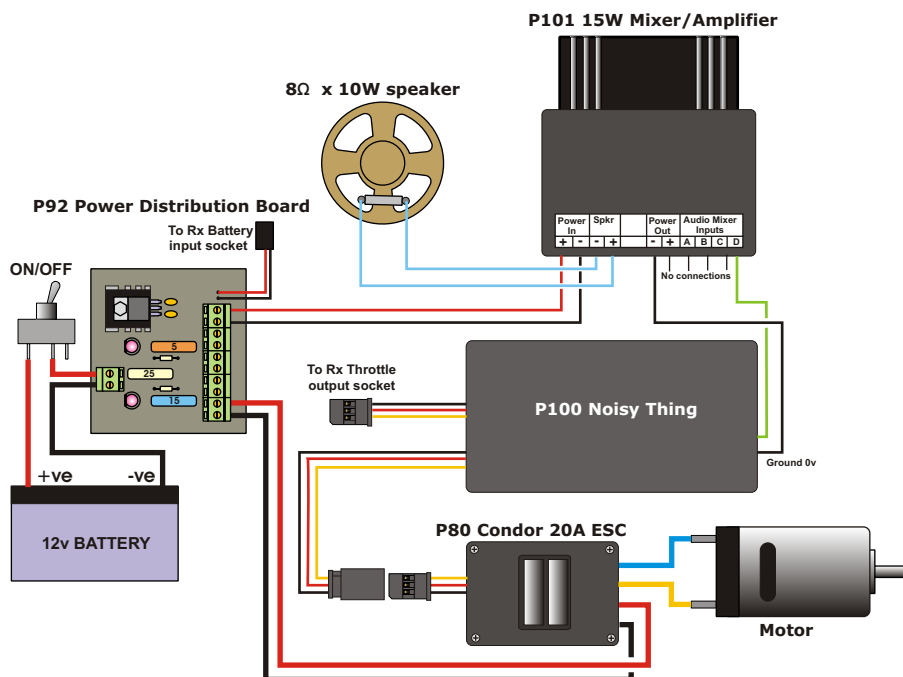 P101 15W Mixer/Amplifier
8Ω x 10W speaker
Power
In
Spkr
Power
Out
Audio Mixer
Inputs
+ - - + - + A B C D
No connections
P92 Power Distribution Board
To Rx Battery
input socket
ON/OFF
5
25
15
To Rx Throttle
output socket
P100 Noisy Thing
Ground 0v
+ve -ve
12v BATTERY
P80 Condor 20A ESC
Motor